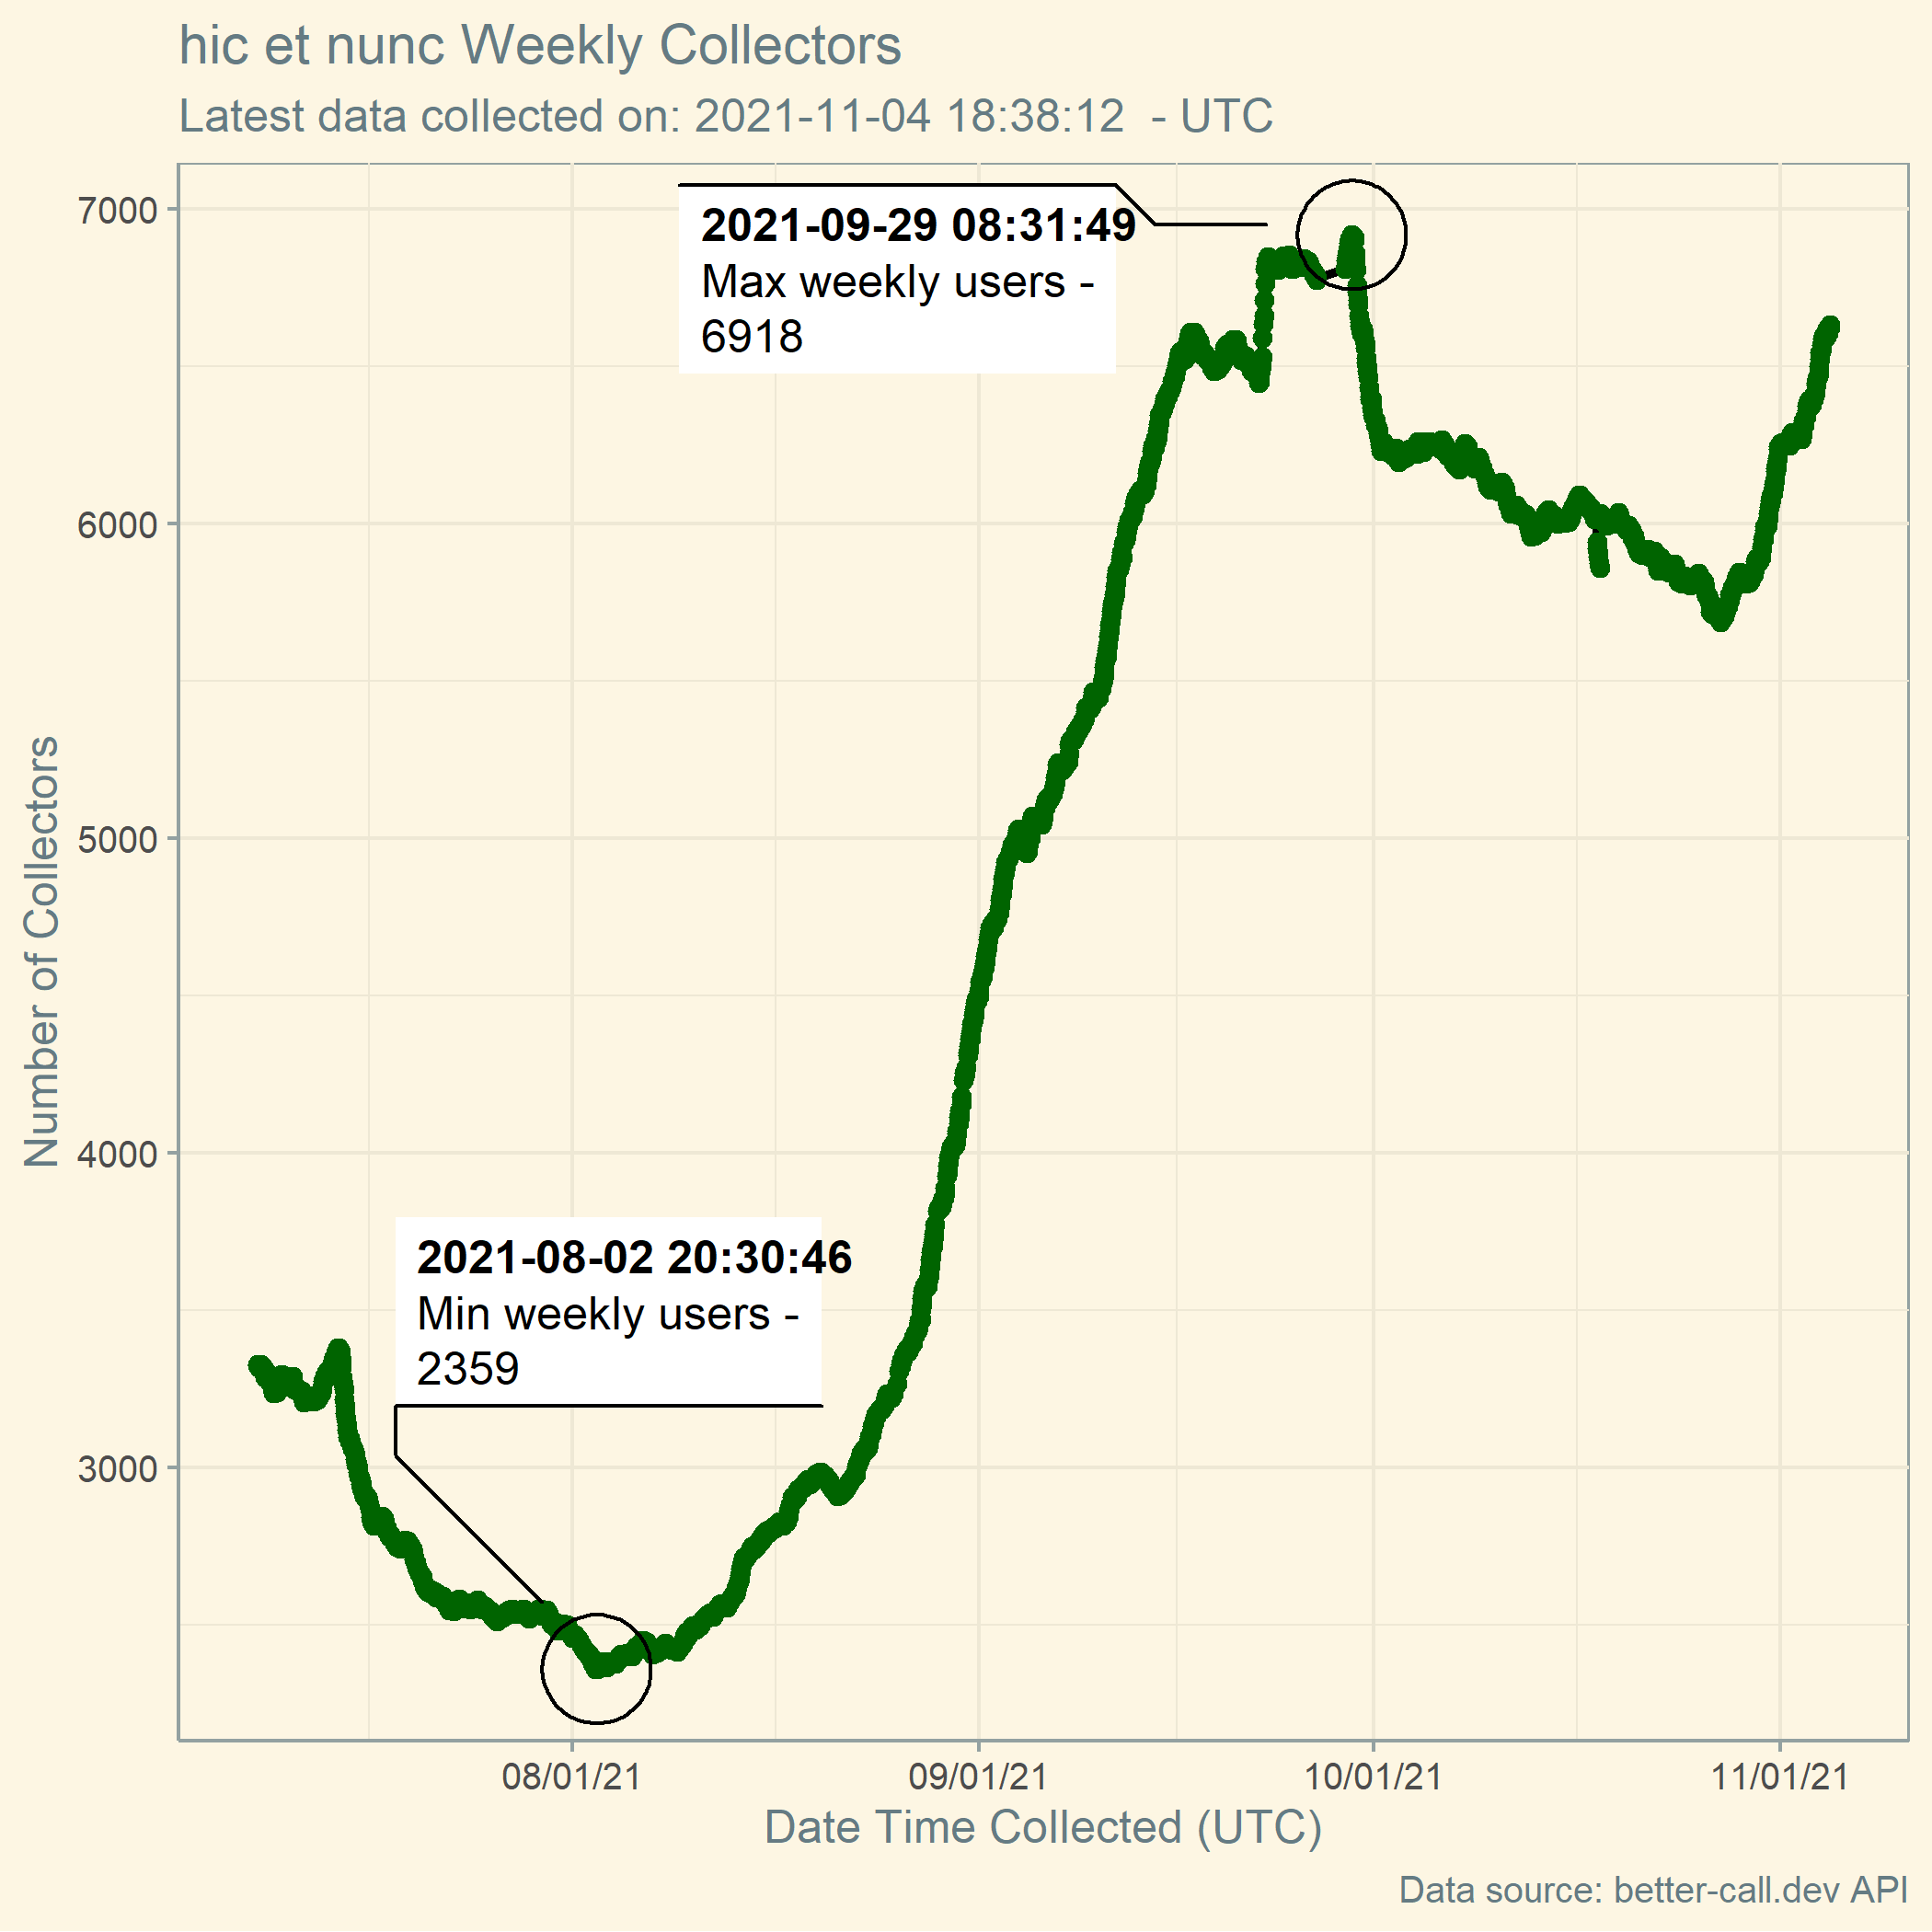 hic et nunc Weekly Collectors
Latest data collected on: 2021-11-04 18:38:12  - UTC
Number of Collectors
7000
6000
5000
4000
3000
2021-09-29 08:31:49
Max weekly users -
6918
2021-08-02 20:30:46
Min weekly users -
2359
08/01/21
09/01/21
10/01/21
11/01/21
Date Time Collected (UTC)
Data source: better-call.dev API